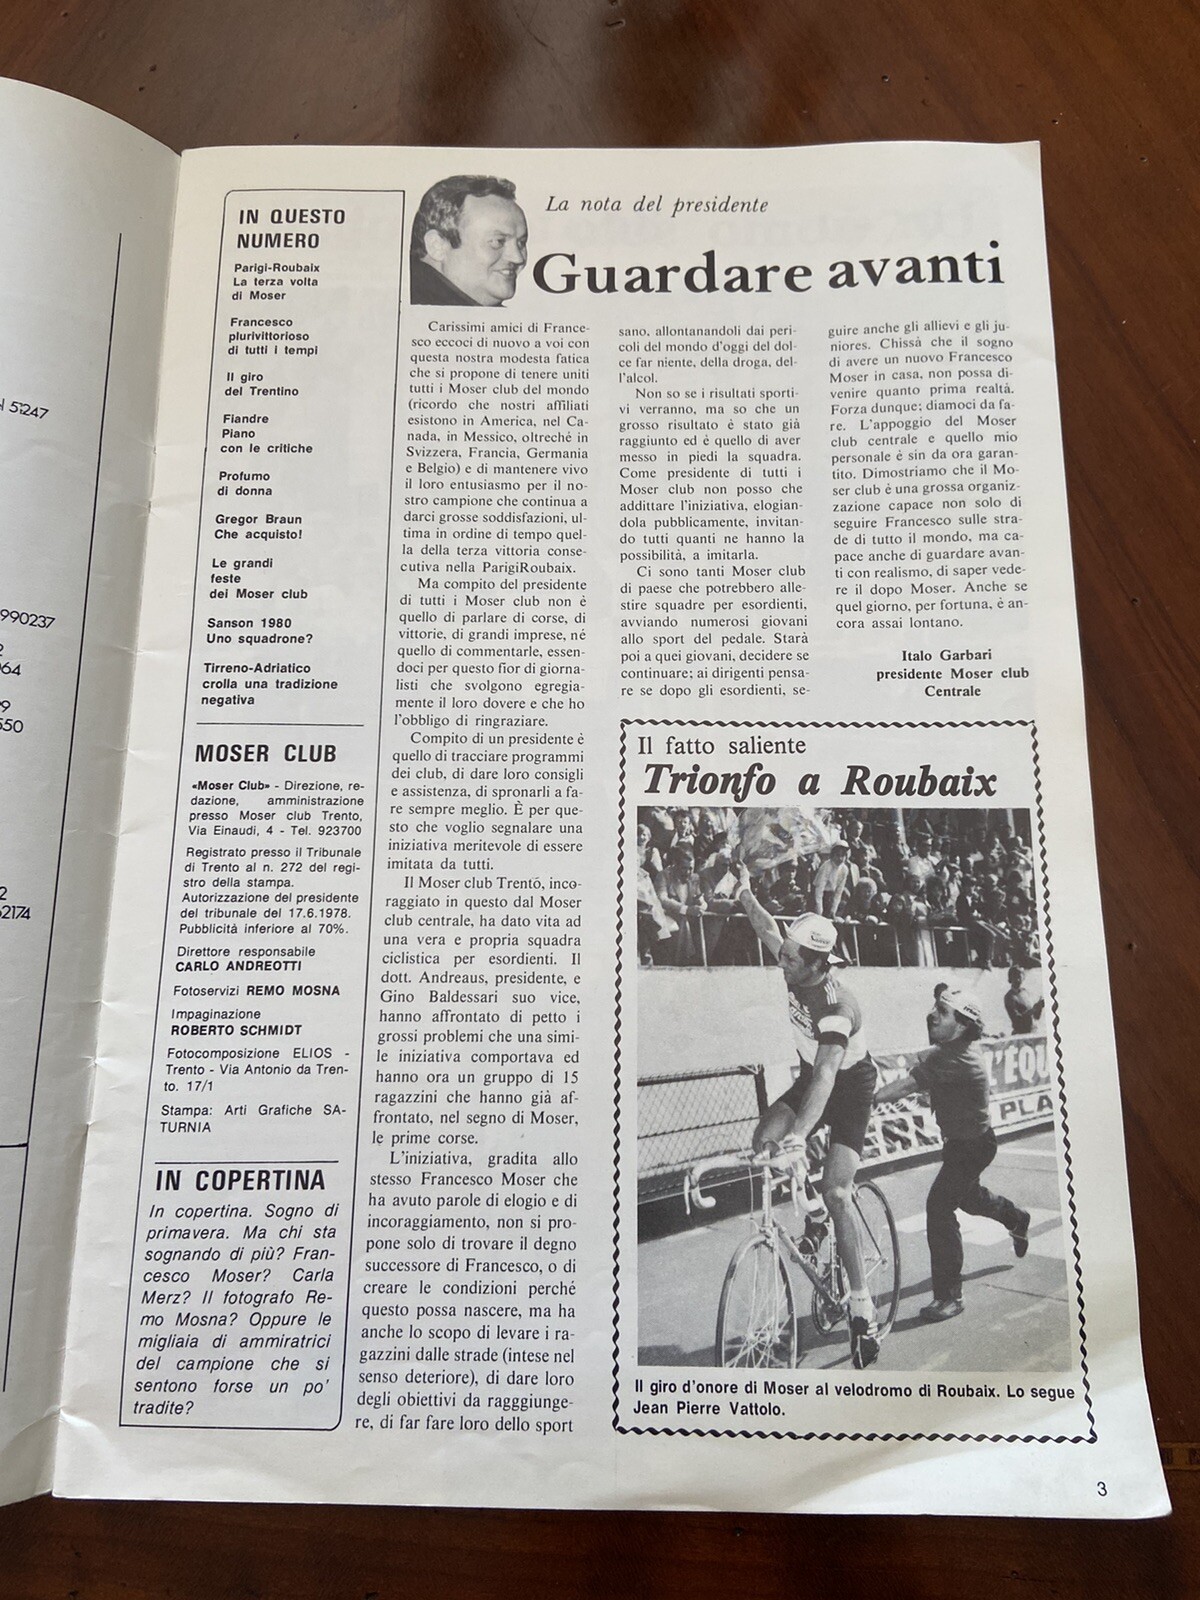 51247
990237
2
964
9
550
2
62174
IN QUESTO
NUMERO
Parigi-Roubaix
La terza volta
di Moser
Francesco
plurivittorioso
di tutti i tempi
Il giro
del Trentino
Fiandre
Piano
con le critiche
Profumo
di donna
Gregor Braun
Che acquisto!
Le grandi
feste
dei Moser club
Sanson 1980
Uno squadrone?
Tirreno-Adriatico
crolla una tradizione
negativa
MOSER CLUB
«Moser Club» - Direzione, re-
dazione, amministrazione
presso Moser club Trento,
Via Einaudi, 4 - Tel. 923700
Registrato presso il Tribunale
di Trento al n. 272 del regi-
stro della stampa.
Autorizzazione del presidente
del tribunale del 17.6.1978.
Pubblicità inferiore al 70%.
Direttore responsabile
CARLO ANDREOTTI
Fotoservizi REMO MOSNA
Impaginazione
ROBERTO SCHMIDT
Fotocomposizione ELIOS -
Trento - Via Antonio da Tren-
to. 17/1
Stampa: Arti Grafiche SA-
TURNIA
IN COPERTINA
In copertina. Sogno di
primavera. Ma chi sta
sognando di più? Fran-
cesco Moser? Carla
Merz? Il fotografo Re-
mo Mosna? Oppure le
migliaia di ammiratrici
del campione che si
sentono forse un po'
tradite?
La nota del presidente
Guardare avanti
Carissimi amici di France-
sco eccoci di nuovo a voi con
questa nostra modesta fatica
che si propone di tenere uniti
tutti i Moser club del mondo
(ricordo che nostri affiliati
esistono in America, nel Ca-
nada, in Messico, oltreché in
Svizzera, Francia, Germania
e Belgio) e di mantenere vivo
il loro entusiasmo per il no-
stro campione che continua a
darci grosse soddisfazioni, ul-
tima in ordine di tempo quel-
la della terza vittoria conse-
cutiva nella ParigiRoubaix.
Ma compito del presidente
di tutti i Moser club non è
quello di parlare di corse, di
vittorie, di grandi imprese, né
quello di commentarle, essen-
doci per questo fior di giorna-
listi che svolgono egregia-
mente il loro dovere e che ho
l'obbligo di ringraziare.
Compito di un presidente è
quello di tracciare programmi
dei club, di dare loro consigli
e assistenza, di spronarli a fa-
re sempre meglio. È per que-
sto che voglio segnalare una
iniziativa meritevole di essere
imitata da tutti.
Il Moser club Trento, inco-
raggiato in questo dal Moser
club centrale, ha dato vita ad
una vera e propria squadra
ciclistica per esordienti. Il
dott. Andreaus, presidente, e
Gino Baldessari suo vice,
hanno affrontato di petto i
grossi problemi che una simi-
le iniziativa comportava ed
hanno ora un gruppo di 15
ragazzini che hanno già af-
frontato, nel segno di Moser,
le prime corse.
L'iniziativa, gradita allo
stesso Francesco Moser che
ha avuto parole di elogio e di
incoraggiamento, non si pro-
pone solo di trovare il degno
successore di Francesco, o di
creare le condizioni perché
questo possa nascere, ma ha
anche lo scopo di levare i ra-
gazzini dalle strade (intese nel
senso deteriore), di dare loro
degli obiettivi da ragggiunge-
re, di far fare loro dello sport
sano, allontanandoli dai peri-
coli del mondo d'oggi del dol-
ce far niente, della droga, del-
l'alcol.
Non so se i risultati sporti-
vi verranno, ma so che un
grosso risultato è stato già
raggiunto ed è quello di aver
messo in piedi la squadra.
Come presidente di tutti i
Moser club non posso che
addittare l'iniziativa, elogian-
dola pubblicamente, invitan-
do tutti quanti ne hanno la
possibilità, a imitarla.
Ci sono tanti Moser club
di paese che potrebbero alle-
stire squadre per esordienti,
avviando numerosi giovani
allo sport del pedale. Starà
poi a quei giovani, decidere se
continuare; ai dirigenti pensa-
re se dopo gli esordienti, se-
guire anche gli allievi e gli ju-
niores. Chissà che il sogno
di avere un nuovo Francesco
Moser in casa, non possa di-
venire quanto prima realtà.
Forza dunque; diamoci da fa-
re. L'appoggio del Moser
club centrale e quello mio
personale è sin da ora garan-
tito. Dimostriamo che il Mo-
ser club è una grossa organiz-
zazione capace non solo di
seguire Francesco sulle stra-
de di tutto il mondo, ma ca-
pace anche di guardare avan-
ti con realismo, di saper vede-
re il dopo Moser. Anche se
quel giorno, per fortuna, è an-
cora assai lontano.
Italo Garbari
presidente Moser club
Centrale
Il fatto saliente
Trionfo a Roubaix
L'ÉQU
PLA
Il giro d'onore di Moser al velodromo di Roubaix. Lo segue
Jean Pierre Vattolo.
3